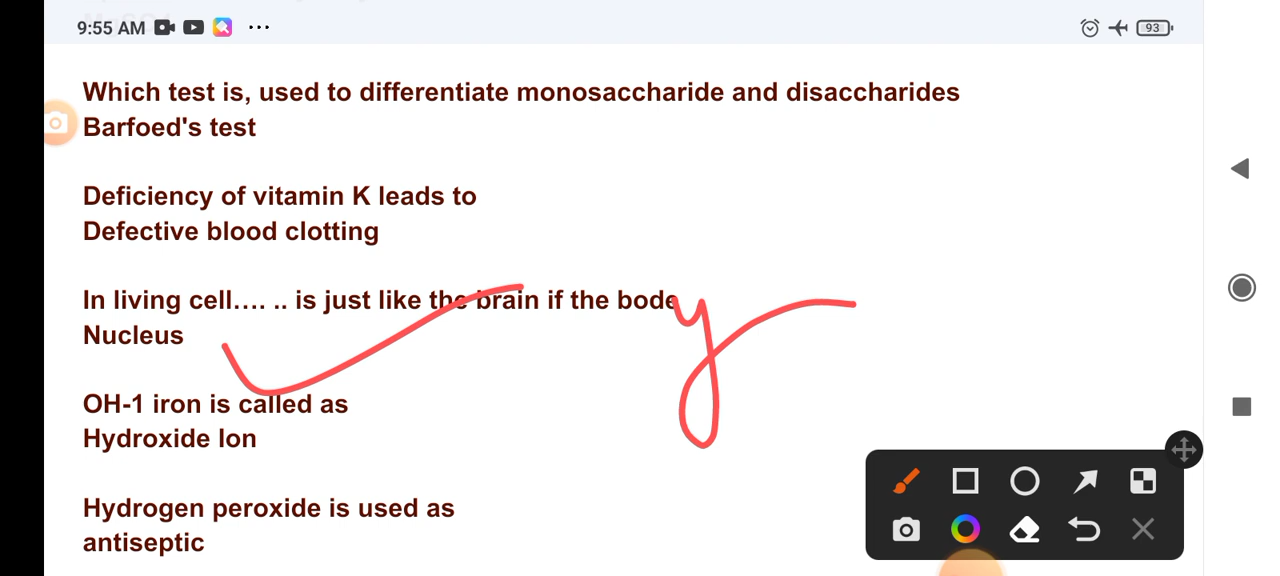 9:55 AM ... 93
Which test is, used to differentiate monosaccharide and disaccharides
Barfoed's test
Deficiency of vitamin K leads to
Defective blood clotting
In living cell.... .. is just like the brain if the bode y
Nucleus
OH-1 iron is called as
Hydroxide Ion
Hydrogen peroxide is used as
antiseptic